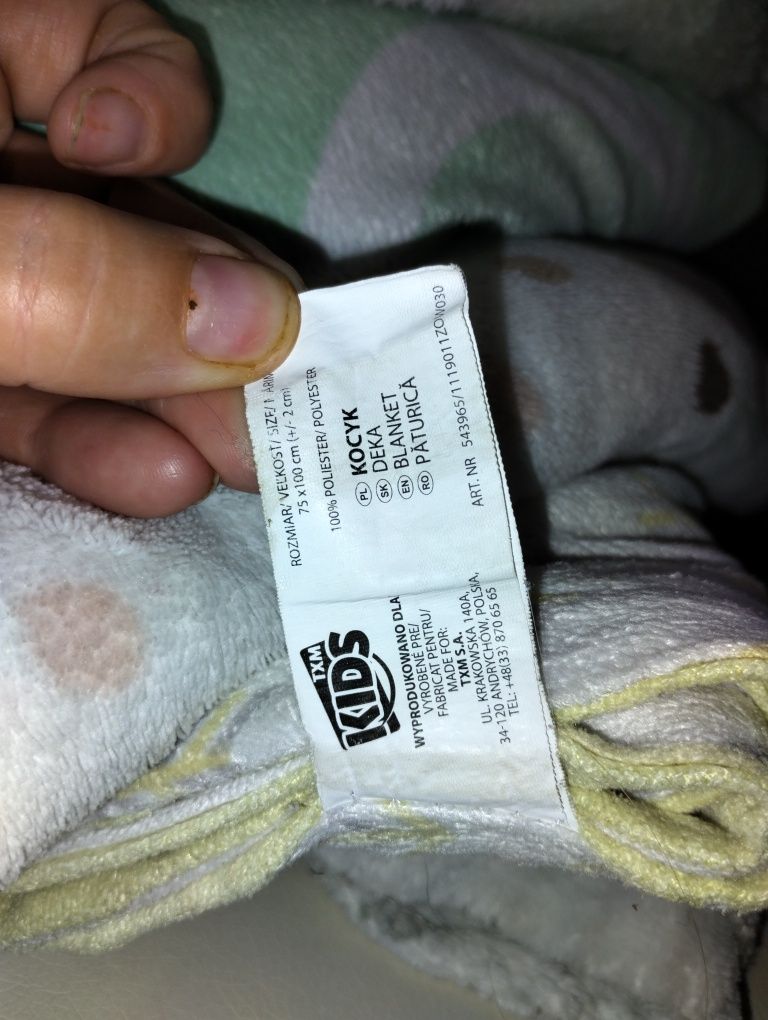 ROZMIAR/ VEĽKOSŤ/ SIZE/
75 x 100 cm (+/- 2 cm)
100% POLIESTER/ POLYESTER
PL KOCYK
SK DEKA
EN BLANKET
RO PĂTURICĂ
ART. NR 543965/1119011ZOW030
TXM
KIDS
WYPRODUKOWANO DLA/
VYROBENÉ PRE/
FABRICAT PENTRU/
MADE FOR:
TXM S.A.
UL. KRAKOWSKA 140A,
34-120 ANDRYCHÓW, POLSKA,
TEL.: +48(33) 870 65 65